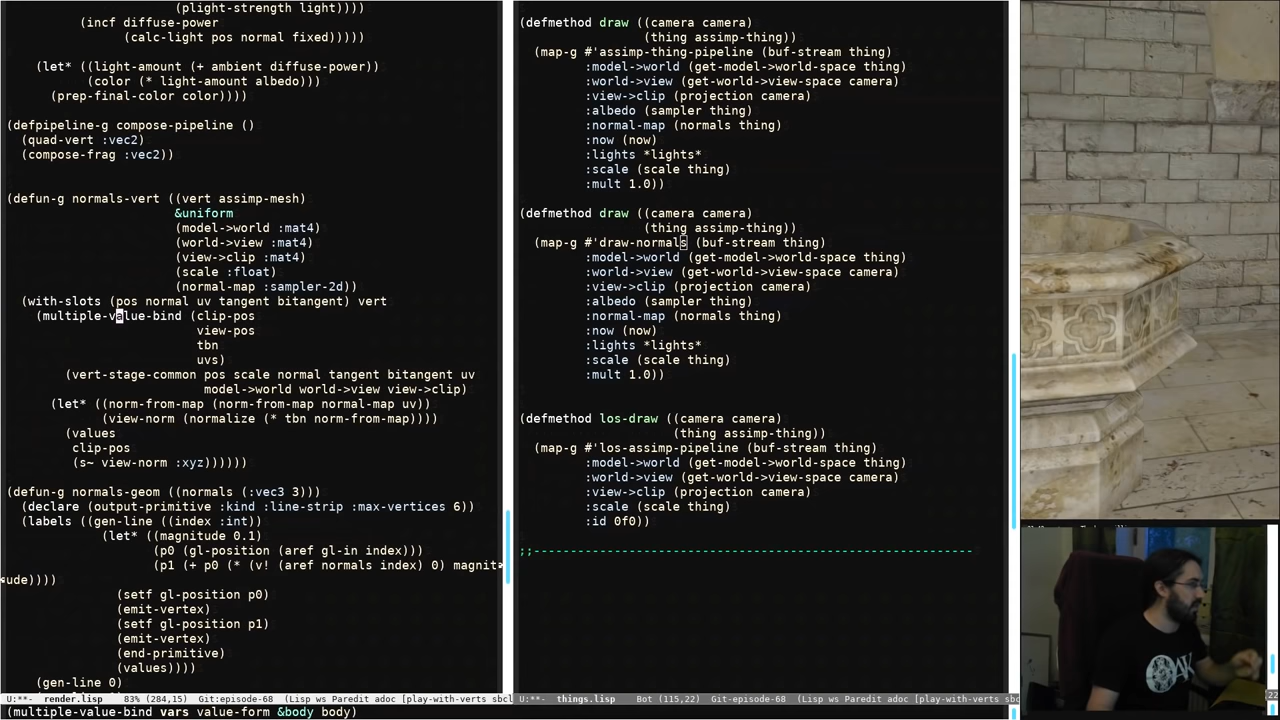 (plight-strength light))))
(incf diffuse-power
(calc-light pos normal fixed)))))
(let* ((light-amount (+ ambient diffuse-power))
(color (* light-amount albedo)))
(prep-final-color color))))
(defpipeline-g compose-pipeline ()
(quad-vert :vec2)
(compose-frag :vec2))
(defun-g normals-vert ((vert assimp-mesh)
&uniform
(model->world :mat4)
(world->view :mat4)
(view->clip :mat4)
(scale :float)
(normal-map :sampler-2d))
(with-slots (pos normal uv tangent bitangent) vert
(multiple-value-bind (clip-pos
view-pos
tbn
uvs)
(vert-stage-common pos scale normal tangent bitangent uv
model->world world->view view->clip)
(let* ((norm-from-map (norm-from-map normal-map uv))
(view-norm (normalize (* tbn norm-from-map))))
(values
clip-pos
(s~ view-norm :xyz))))))
(defun-g normals-geom ((normals (:vec3 3)))
(declare (output-primitive :kind :line-strip :max-vertices 6))
(labels ((gen-line ((index :int))
(let* ((magnitude 0.1)
(p0 (gl-position (aref gl-in index)))
(p1 (+ p0 (* (v! (aref normals index) 0) magnit
ude))))
(setf gl-position p0)
(emit-vertex)
(setf gl-position p1)
(emit-vertex)
(end-primitive)
(values))))
(gen-line 0)
U:**- render.lisp 83% (284,15) Git:episode-68 (Lisp ws Paredit adoc [play-with-verts sbcl
(multiple-value-bind vars value-form &body body)
(defmethod draw ((camera camera)
(thing assimp-thing))
(map-g #'assimp-thing-pipeline (buf-stream thing)
:model->world (get-model->world-space thing)
:world->view (get-world->view-space camera)
:view->clip (projection camera)
:albedo (sampler thing)
:normal-map (normals thing)
:now (now)
:lights *lights*
:scale (scale thing)
:mult 1.0))
(defmethod draw ((camera camera)
(thing assimp-thing))
(map-g #'draw-normals (buf-stream thing)
:model->world (get-model->world-space thing)
:world->view (get-world->view-space camera)
:view->clip (projection camera)
:albedo (sampler thing)
:normal-map (normals thing)
:now (now)
:lights *lights*
:scale (scale thing)
:mult 1.0))
(defmethod los-draw ((camera camera)
(thing assimp-thing))
(map-g #'los-assimp-pipeline (buf-stream thing)
:model->world (get-model->world-space thing)
:world->view (get-world->view-space camera)
:view->clip (projection camera)
:scale (scale thing)
:id 0f0))
;;------------------------------------------------------------
U:**- things.lisp Bot (115,22) Git:episode-68 (Lisp ws Paredit adoc [play-with-verts sbc